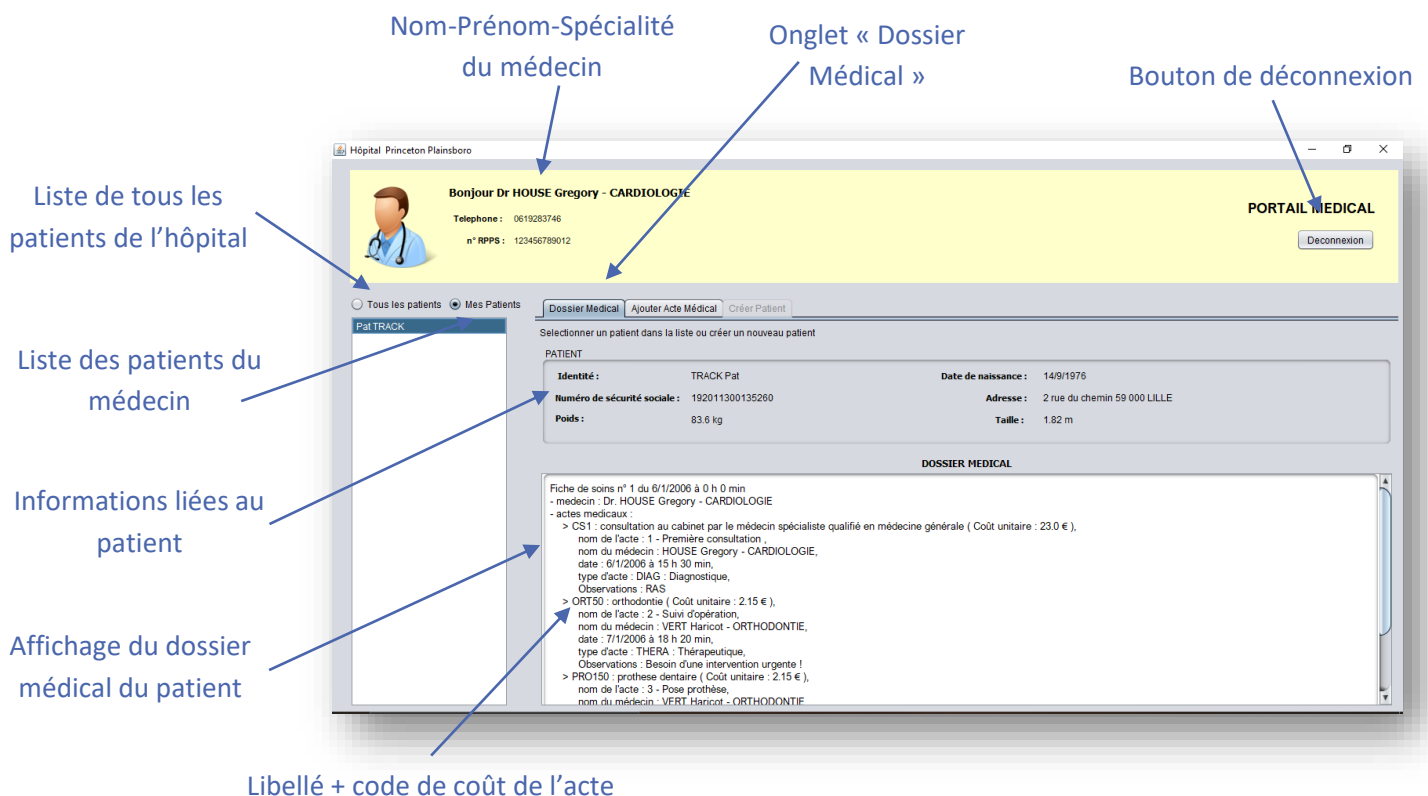 Nom-Prénom-Spécialité
du médecin
Onglet « Dossier
Médical »
Bouton de déconnexion
Hôpital Princeton Plainsboro
Liste de tous les
patients de l'hôpital
Bonjour Dr HOUSE Gregory - CARDIOLOGIE
Telephone : 0619283746
n° RPPS : 123456789012
PORTAIL MEDICAL
Deconnexion
Tous les patients Mes Patients
Pat TRACK
Dossier Medical Ajouter Acte Médical Créer Patient
Selectionner un patient dans la liste ou créer un nouveau patient
Liste des patients du
médecin
PATIENT
Identité : TRACK Pat Date de naissance : 14/9/1976
Numéro de sécurité sociale : 192011300135260 Adresse : 2 rue du chemin 59 000 LILLE
Poids : 83.6 kg Taille : 1.82 m
DOSSIER MEDICAL
Informations liées au
patient
Fiche de soins n° 1 du 6/1/2006 à 0 h 0 min
- medecin : Dr. HOUSE Gregory - CARDIOLOGIE
- actes medicaux :
> CS1 : consultation au cabinet par le médecin spécialiste qualifié en médecine générale ( Coût unitaire : 23.0 € ),
nom de l'acte : 1 - Première consultation ,
nom du médecin : HOUSE Gregory - CARDIOLOGIE,
date : 6/1/2006 à 15 h 30 min,
type d'acte : DIAG : Diagnostique,
Observations : RAS
> ORT50 : orthodontie ( Coût unitaire : 2.15 € ),
nom de l'acte : 2 - Suivi d'opération,
nom du médecin : VERT Haricot - ORTHODONTIE,
date : 7/1/2006 à 18 h 20 min,
type d'acte : THERA : Thérapeutique,
Observations : Besoin d'une intervention urgente !
> PRO150 : prothese dentaire ( Coût unitaire : 2.15 € ),
nom de l'acte : 3 - Pose prothèse,
nom du médecin : VERT Haricot - ORTHODONTIE
Affichage du dossier
médical du patient
Libellé + code de coût de l'acte